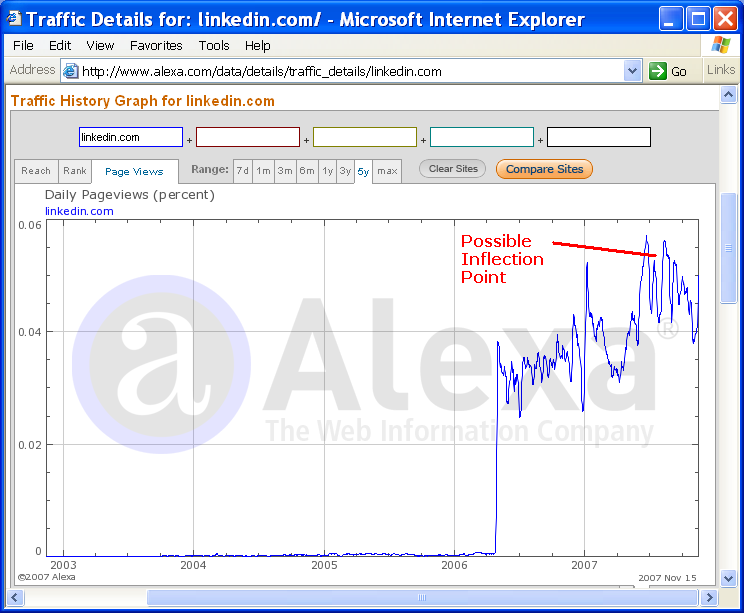 Traffic Details for: linkedin.com/ - Microsoft Internet Explorer
File Edit View Favorites Tools Help
Address http://www.alexa.com/data/details/traffic_details/linkedin.com Go Links
Traffic History Graph for linkedin.com
linkedin.com + + + +
Reach Rank Page Views Range: 7d 1m 3m 6m 1y 3y 5y max Clear Sites Compare Sites
Daily Pageviews (percent)
linkedin.com
0.06
Possible
Inflection
Point
0.04
a Alexa®
The Web Information Company
0.02
0
2003 2004 2005 2006 2007
©2007 Alexa 2007 Nov 15